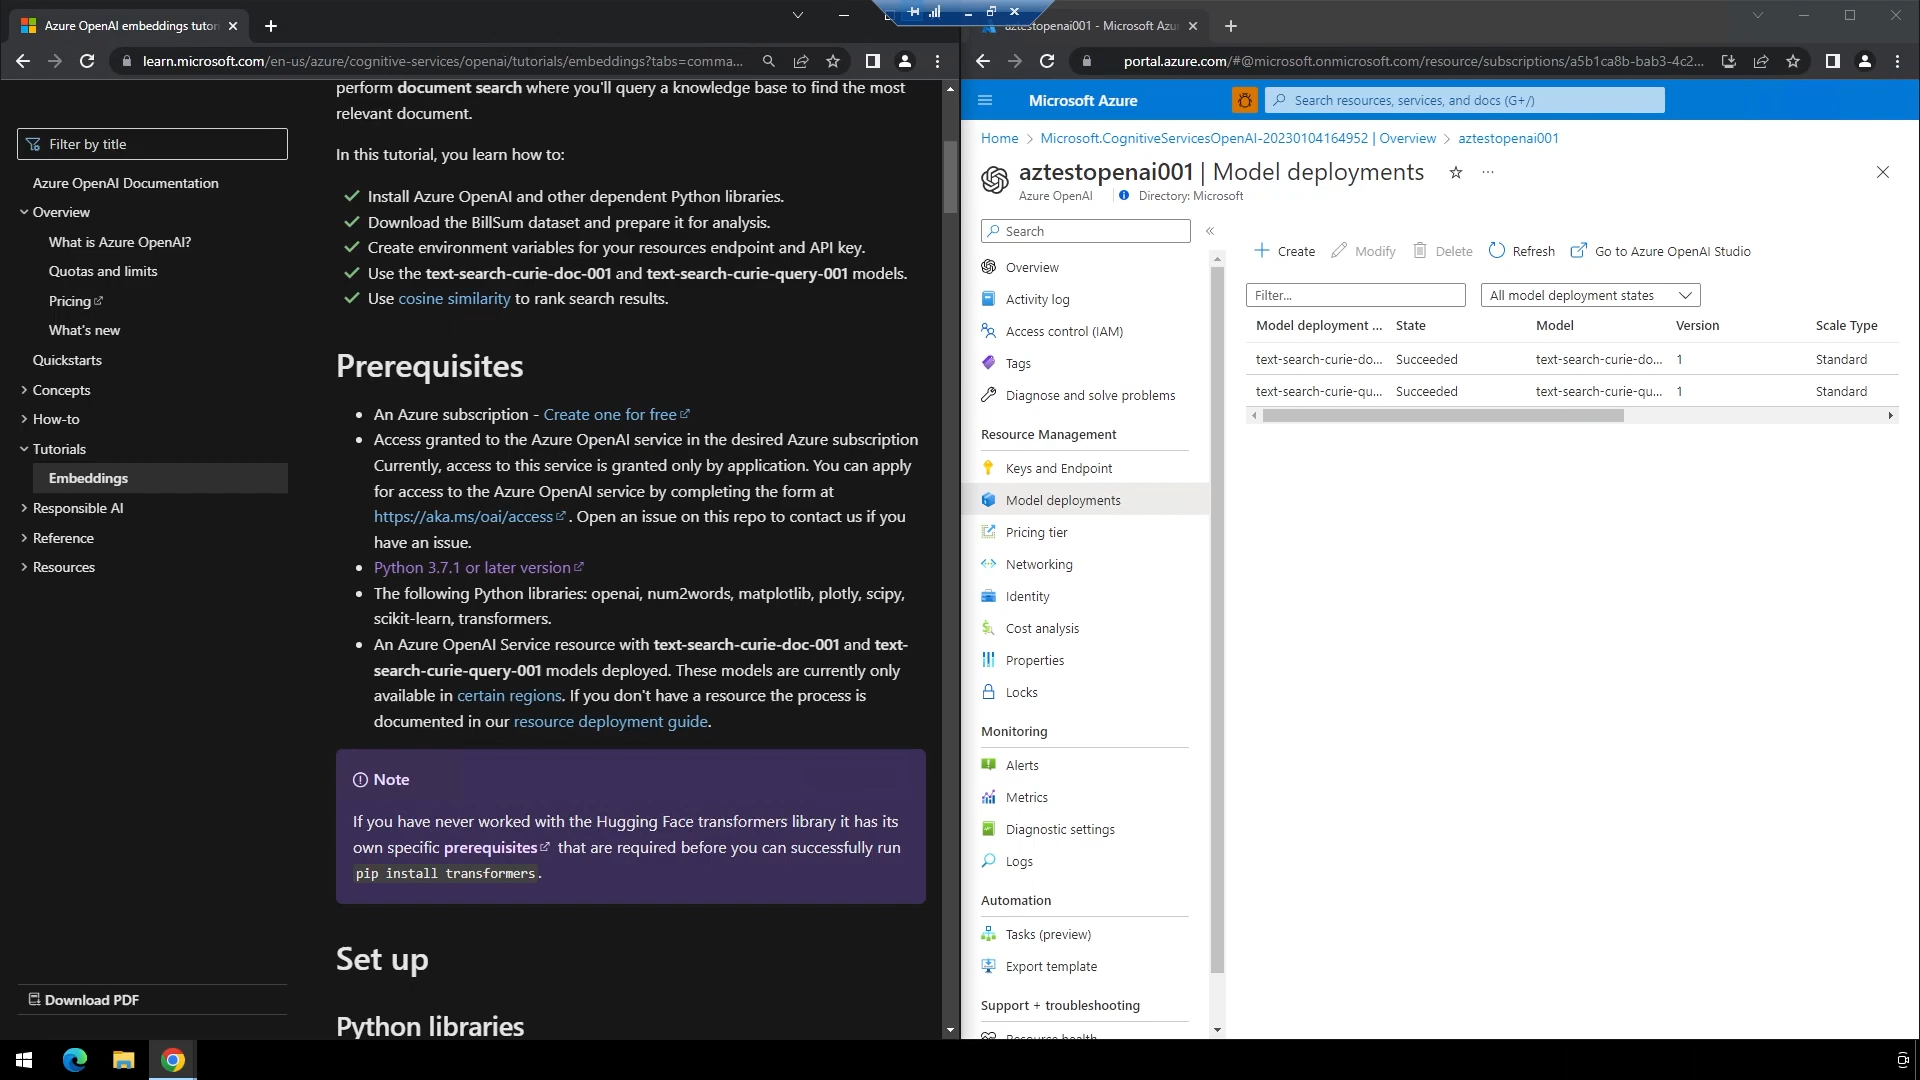 Azure OpenAI embeddings tutor
learn.microsoft.com/en-us/azure/cognitive-services/openai/tutorials/embeddings?tabs=comma...
Filter by title
Azure OpenAI Documentation
Overview
What is Azure OpenAI?
Quotas and limits
Pricing
What's new
Quickstarts
Concepts
How-to
Tutorials
Embeddings
Responsible AI
Reference
Resources
Download PDF
perform document search where you'll query a knowledge base to find the most
relevant document.
In this tutorial, you learn how to:
Install Azure OpenAI and other dependent Python libraries.
Download the BillSum dataset and prepare it for analysis.
Create environment variables for your resources endpoint and API key.
Use the text-search-curie-doc-001 and text-search-curie-query-001 models.
Use cosine similarity to rank search results.
Prerequisites
An Azure subscription - Create one for free
Access granted to the Azure OpenAI service in the desired Azure subscription
Currently, access to this service is granted only by application. You can apply
for access to the Azure OpenAI service by completing the form at
https://aka.ms/oai/access. Open an issue on this repo to contact us if you
have an issue.
Python 3.7.1 or later version
The following Python libraries: openai, num2words, matplotlib, plotly, scipy,
scikit-learn, transformers.
An Azure OpenAI Service resource with text-search-curie-doc-001 and text-
search-curie-query-001 models deployed. These models are currently only
available in certain regions. If you don't have a resource the process is
documented in our resource deployment guide.
Note
If you have never worked with the Hugging Face transformers library it has its
own specific prerequisites that are required before you can successfully run
pip install transformers.
Set up
Python libraries
aztestopenai001 - Microsoft Azu
portal.azure.com/#@microsoft.onmicrosoft.com/resource/subscriptions/a5b1ca8b-bab3-4c2...
Microsoft Azure
Search resources, services, and docs (G+/)
Home > Microsoft.CognitiveServicesOpenAI-20230104164952 | Overview > aztestopenai001
aztestopenai001 | Model deployments
Azure OpenAI
Directory: Microsoft
Search
Overview
Activity log
Access control (IAM)
Tags
Diagnose and solve problems
Resource Management
Keys and Endpoint
Model deployments
Pricing tier
Networking
Identity
Cost analysis
Properties
Locks
Monitoring
Alerts
Metrics
Diagnostic settings
Logs
Automation
Tasks (preview)
Export template
Support + troubleshooting
Resource health
Create Modify Delete Refresh Go to Azure OpenAI Studio
Filter... All model deployment states
Model deployment ... State Model Version Scale Type
text-search-curie-do... Succeeded text-search-curie-do... 1 Standard
text-search-curie-qu... Succeeded text-search-curie-qu... 1 Standard